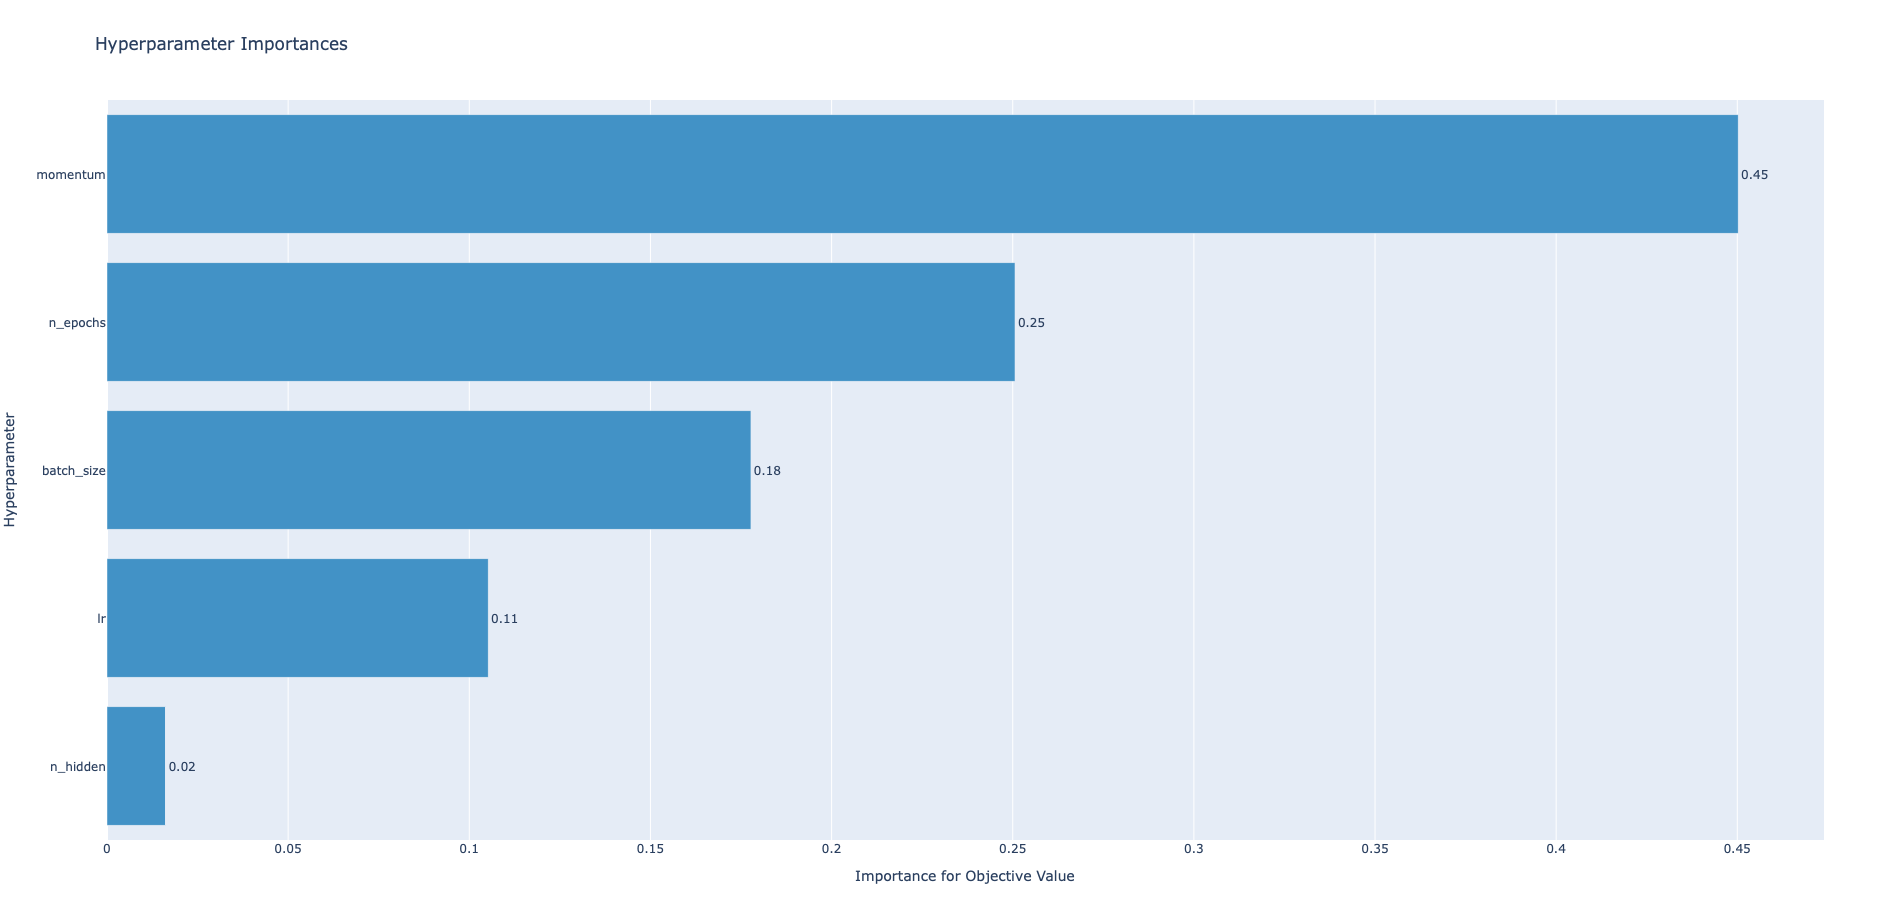 Hyperparameter Importances
momentum
0.45
n_epochs
0.25
batch_size
0.18
lr
0.11
n_hidden
0.02
Hyperparameter
0
0.05
0.1
0.15
0.2
0.25
0.3
0.35
0.4
0.45
Importance for Objective Value